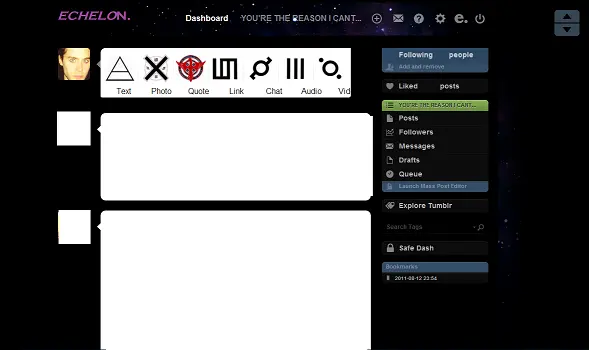 ECHELON.
Dashboard YOU'RE THE REASON I CANT...
Text Photo Quote Link Chat Audio Vid
Following people
Add and remove
Liked posts
YOU'RE THE REASON I CANT...
Posts
Followers
Messages
Drafts
Queue
Launch Mass Post Editor
Explore Tumblr
Search Tags
Safe Dash
Bookmarks
2011-08-12 23:54